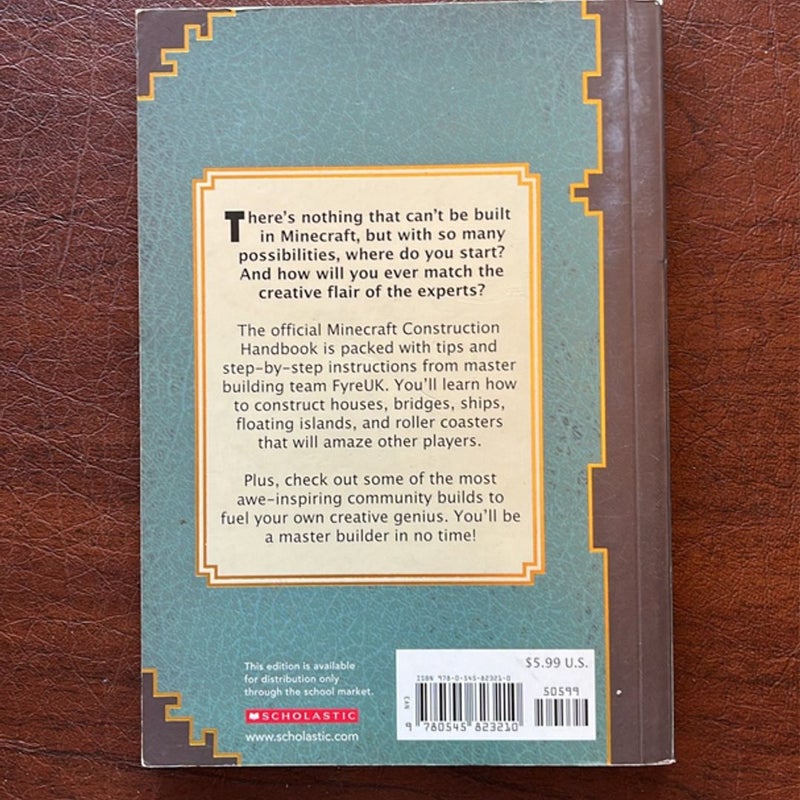 There's nothing that can't be built
in Minecraft, but with so many
possibilities, where do you start?
And how will you ever match the
creative flair of the experts?
The official Minecraft Construction
Handbook is packed with tips and
step-by-step instructions from master
building team FyreUK. You'll learn how
to construct houses, bridges, ships,
floating islands, and roller coasters
that will amaze other players.
Plus, check out some of the most
awe-inspiring community builds to
fuel your own creative genius. You'll be
a master builder in no time!
This edition is available
for distribution only
through the school market.
SCHOLASTIC
www.scholastic.com
$5.99 U.S.
ISBN 978-0-545-82321-0
50599
CAN
9 780545 823210